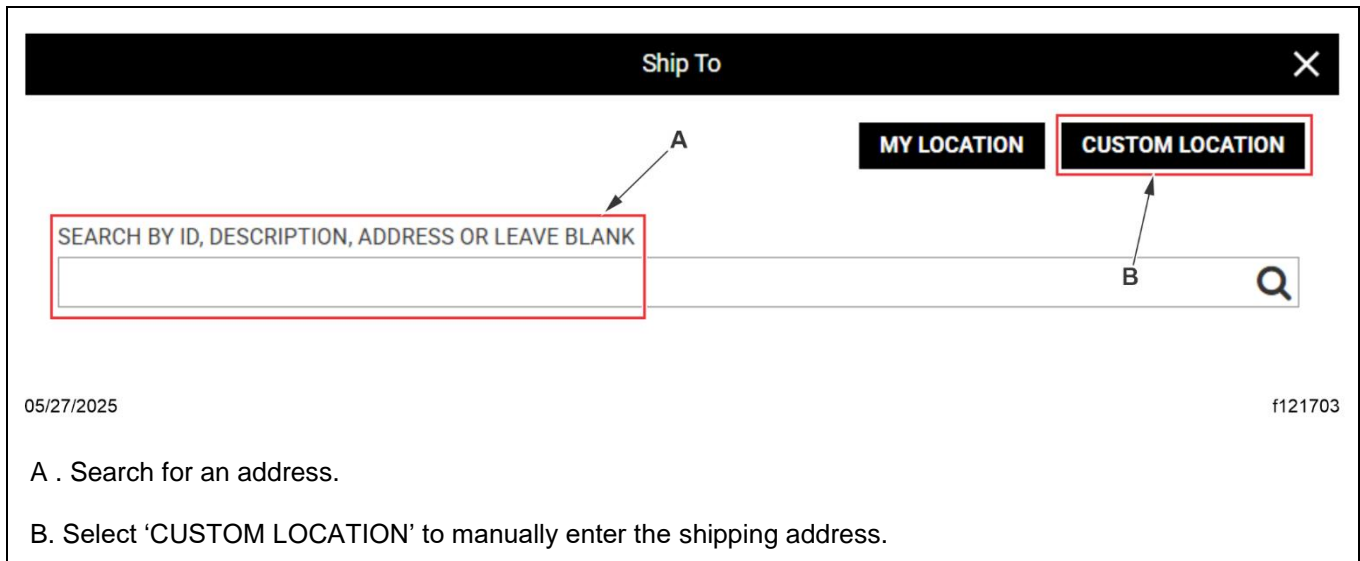 Ship To
A
MY LOCATION CUSTOM LOCATION
SEARCH BY ID, DESCRIPTION, ADDRESS OR LEAVE BLANK
B
05/27/2025 f121703
A . Search for an address.
B. Select ‘CUSTOM LOCATION’ to manually enter the shipping address.